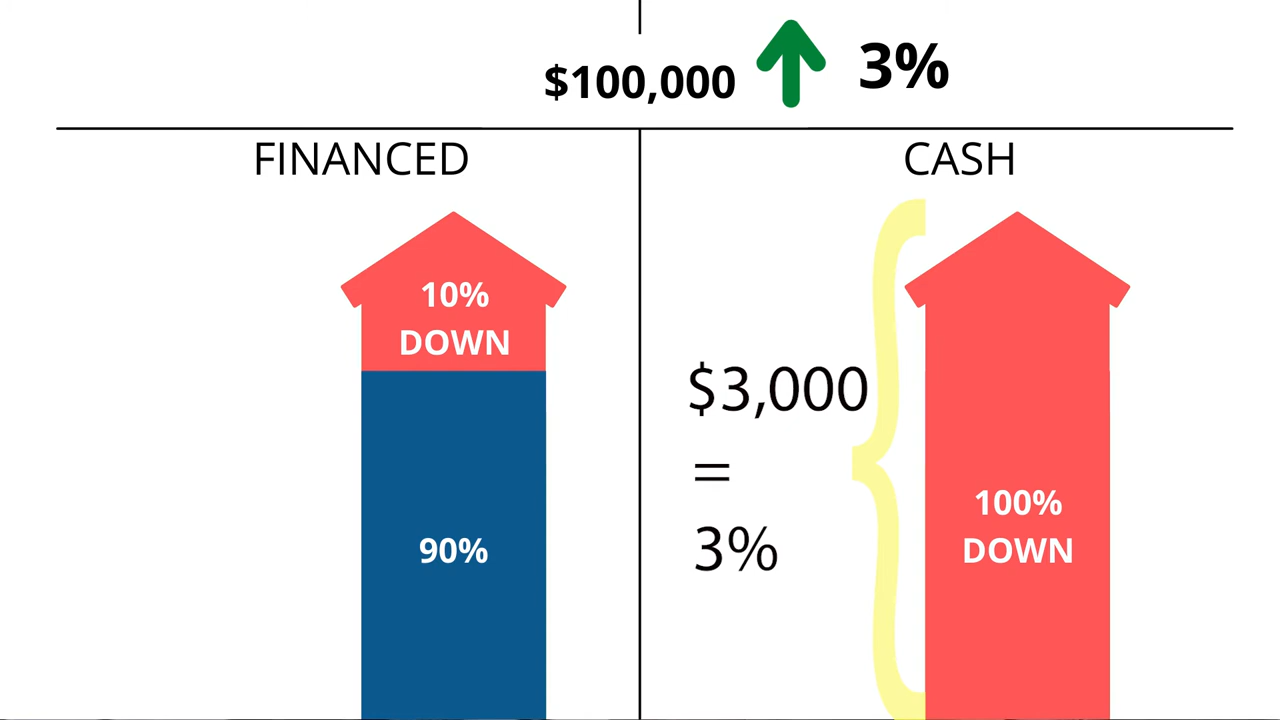 $100,000 3%
FINANCED
CASH
10%
DOWN
90%
$3,000
=
3%
100%
DOWN